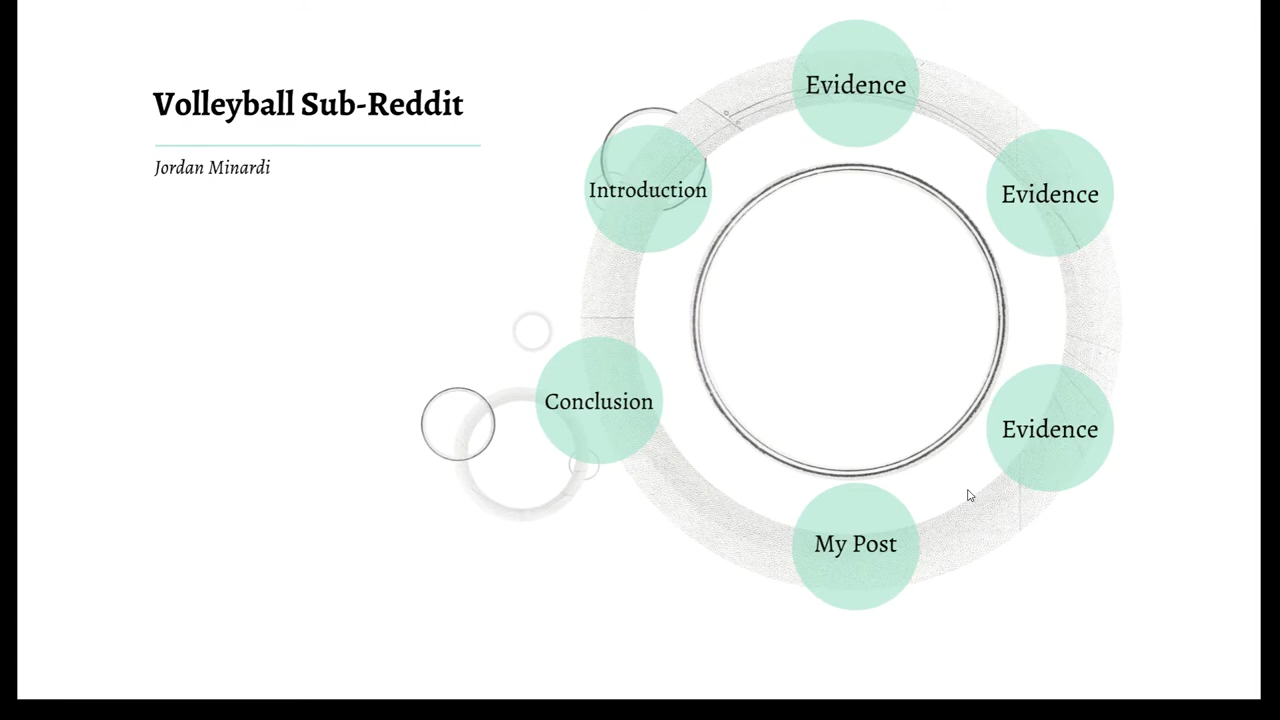 Volleyball Sub-Reddit
Jordan Minardi
Evidence
Introduction
Evidence
Conclusion
Evidence
My Post